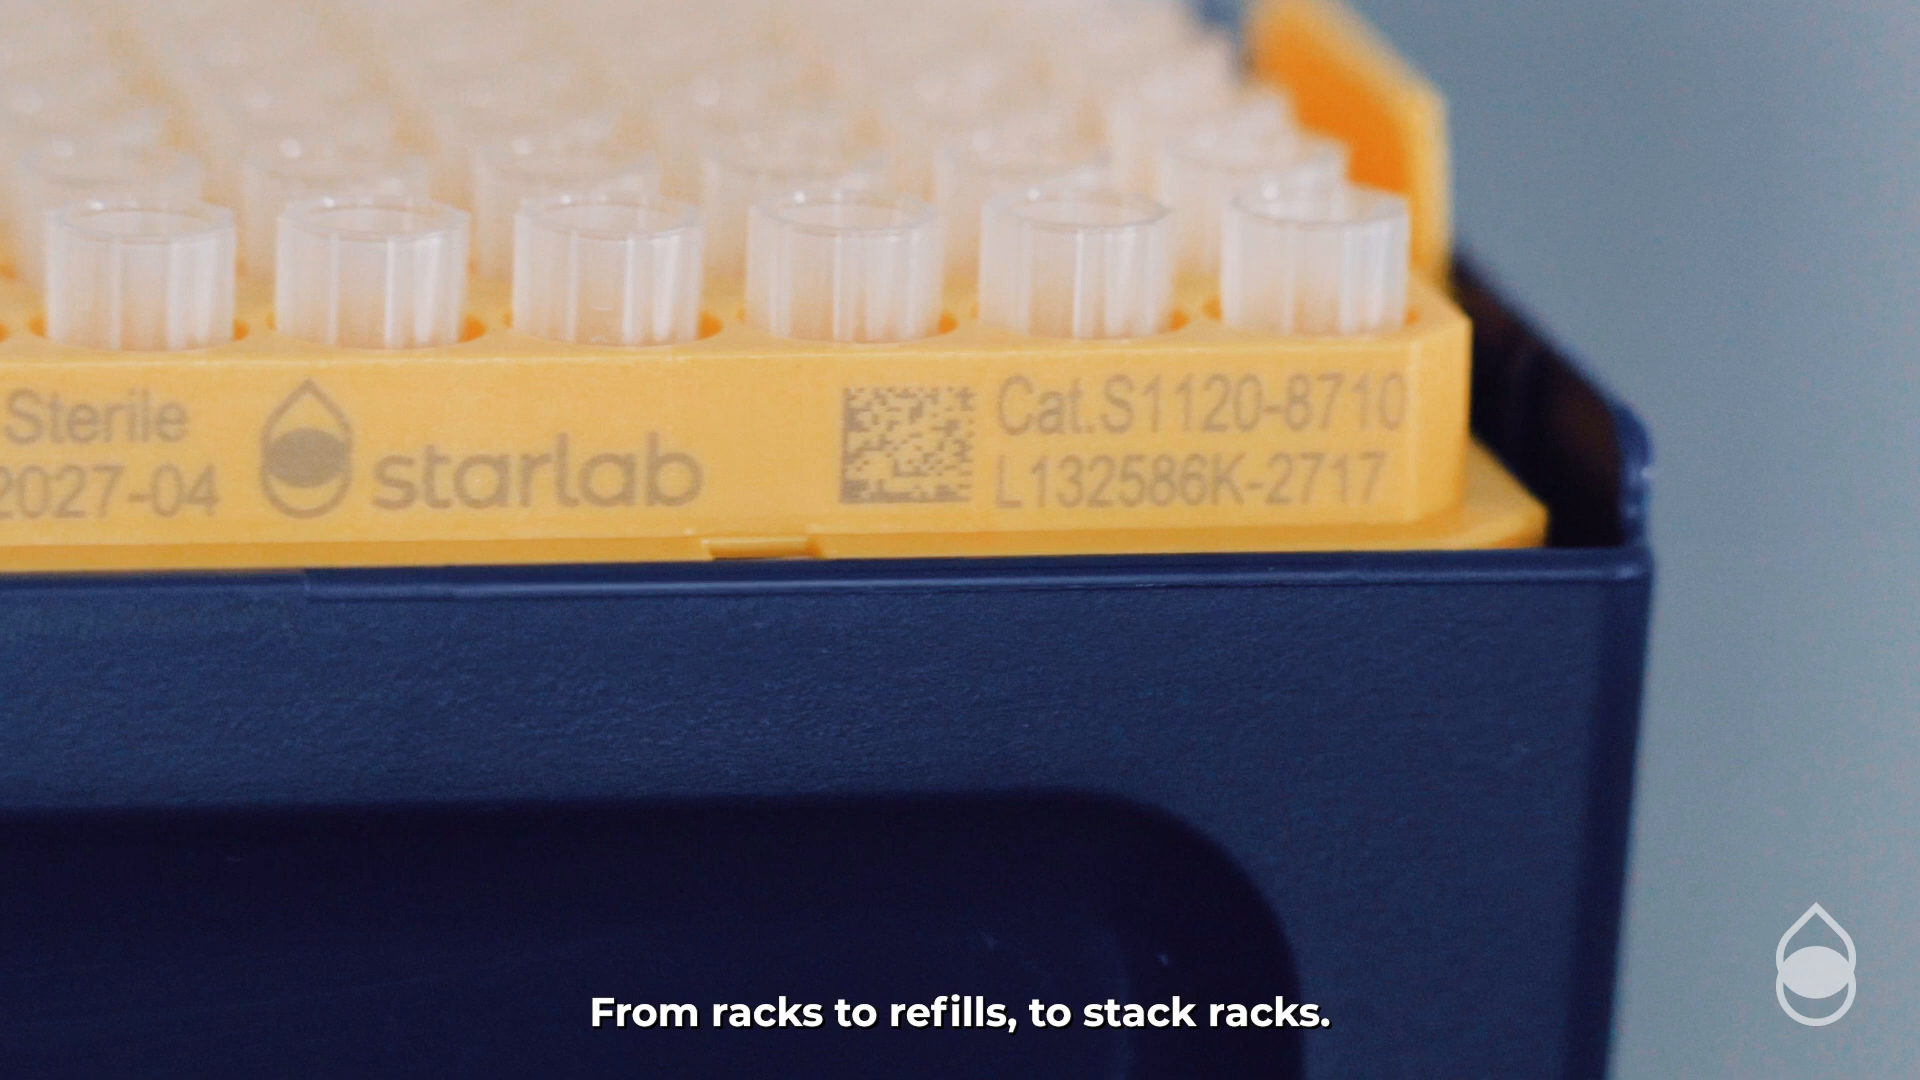 Sterile
2027-04
starlab
Cat.S1120-8710
L132586K-2717
From racks to refills, to stack racks.